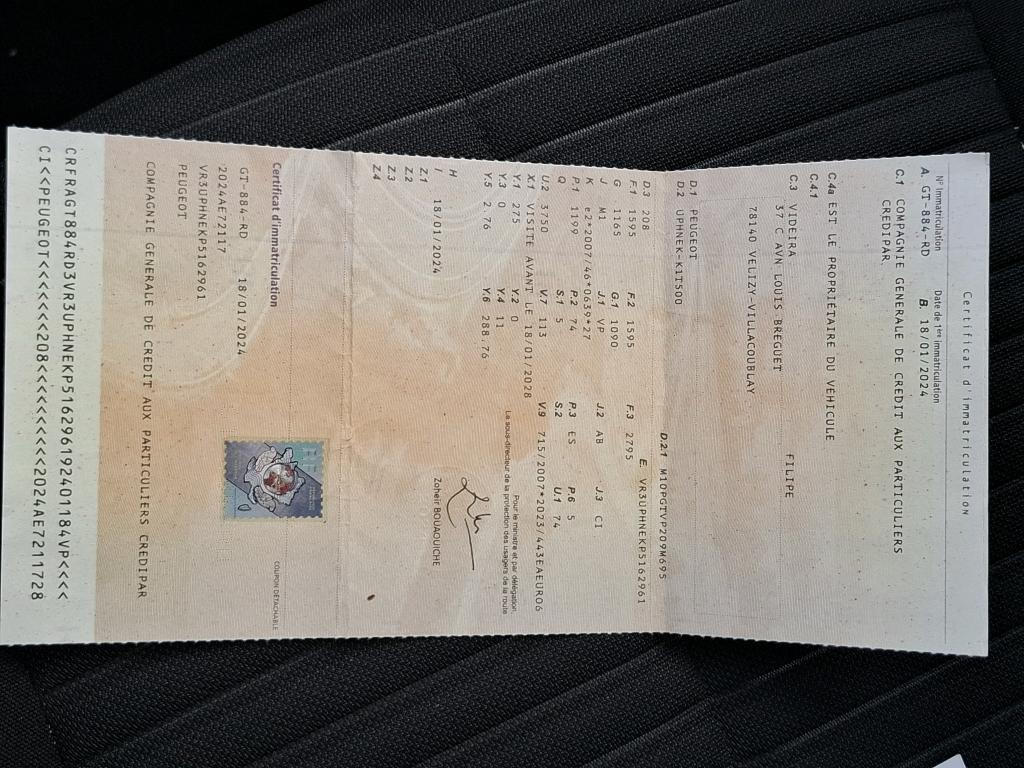 Certificat d'immatriculation
N° Immatriculation Date de 1ère immatriculation
A. GT-884-RD B. 18/01/2024
C.1 COMPAGNIE GENERALE DE CREDIT AUX PARTICULIERS
CREDIPAR
C.4a EST LE PROPRIÉTAIRE DU VÉHICULE
C.4.1
C.3 VIDEIRA FILIPE
37 C AVN LOUIS BREGUET
78140 VELIZY-VILLACOUBLAY
D.1 PEUGEOT
D.2 UPHNEK-K1T500
D.2.1 M10PGTVP209M695
D.3 208 E. VR3UPHNEKP5162961
F.1 1595 F.2 1595 F.3 2795
G 1165 G.1 1090
J M1 J.1 VP J.2 AB J.3 CI
K e2*2007/46*0639*27
P.1 1199 P.2 74 P.3 ES P.6 5
Q S.1 5 S.2 U.1 74
U.2 3750 V.7 113 V.9 715/2007*2023/443EAEURO6
X.1 VISITE AVANT LE 18/01/2028
Y.1 275 Y.2 0
Y.3 0 Y.4 11
Y.5 2.76 Y.6 288.76
Pour le ministre et par délégation,
Le sous-directeur de la protection des usagers de la route
H
I 18/01/2024
Zoheir BOUAOUICHE
Z.1
Z.2
Z.3
Z.4
Certificat d'immatriculation COUPON DÉTACHABLE
GT-884-RD 18/01/2024
2024AE72117
VR3UPHNEKP5162961
PEUGEOT
COMPAGNIE GENERALE DE CREDIT AUX PARTICULIERS CREDIPAR
CRFRAGT884RD3VR3UPHNEKP516296192401184VP<<<<
CI<<PEUGEOT<<<<<<208<<<<<<<<<<2024AE7211728